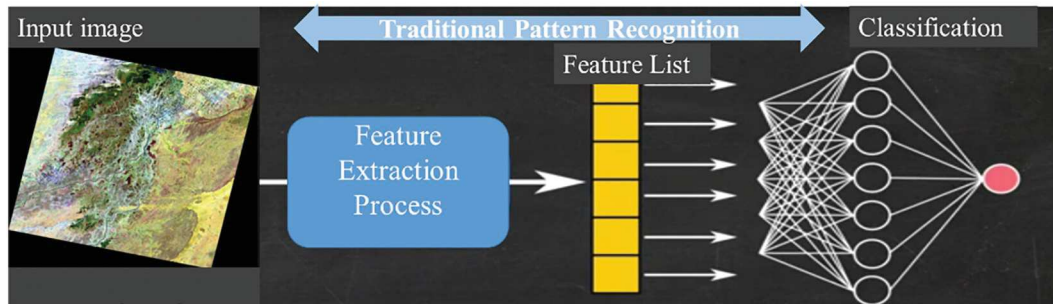 Input image
Traditional Pattern Recognition
Classification
Feature List
Feature
Extraction
Process